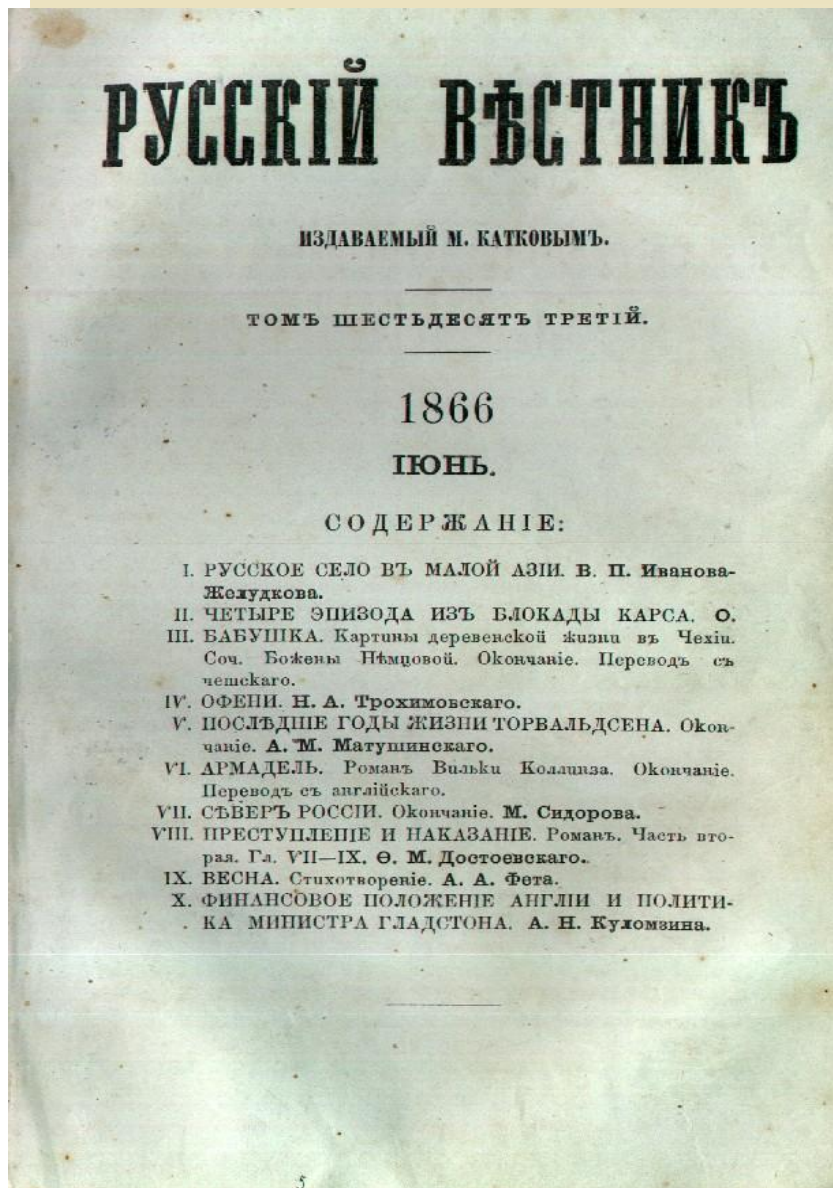 РУССКІЙ ВѢСТНИКЪ
ИЗДАВАЕМЫЙ М. КАТКОВЫМЪ.
ТОМЪ ШЕСТЬДЕСЯТЪ ТРЕТІЙ.
1866
ІЮНЬ.
СОДЕРЖАНІЕ:
I. РУССКОЕ СЕЛО ВЪ МАЛОЙ АЗІИ. В. П. Иванова-
Желудкова.
II. ЧЕТЫРЕ ЭПИЗОДА ИЗЪ БЛОКАДЫ КАРСА. О.
III. БАБУШКА. Картины деревенской жизни въ Чехіи.
Соч. Божены Нѣмцовой. Окончаніе. Переводъ съ
чешскаго.
IV. ОФЕНИ. Н. А. Трохимовскаго.
V. ПОСЛѢДНІЕ ГОДЫ ЖИЗНИ ТОРВАЛЬДСЕНА. Окон-
чаніе. А. М. Матушинскаго.
VI. АРМАДЕЛЬ. Романъ Вильки Коллинза. Окончаніе.
Переводъ съ англійскаго.
VII. СѢВЕРЪ РОССІИ. Окончаніе. М. Сидорова.
VIII. ПРЕСТУПЛЕНІЕ И НАКАЗАНІЕ. Романъ. Часть вто-
рая. Гл. VII—IX. Ѳ. М. Достоевскаго.
IX. ВЕСНА. Стихотвореніе. А. А. Фета.
X. ФИНАНСОВОЕ ПОЛОЖЕНІЕ АНГЛІИ И ПОЛИТИ-
КА МИНИСТРА ГЛАДСТОНА. А. Н. Куломзина.
5